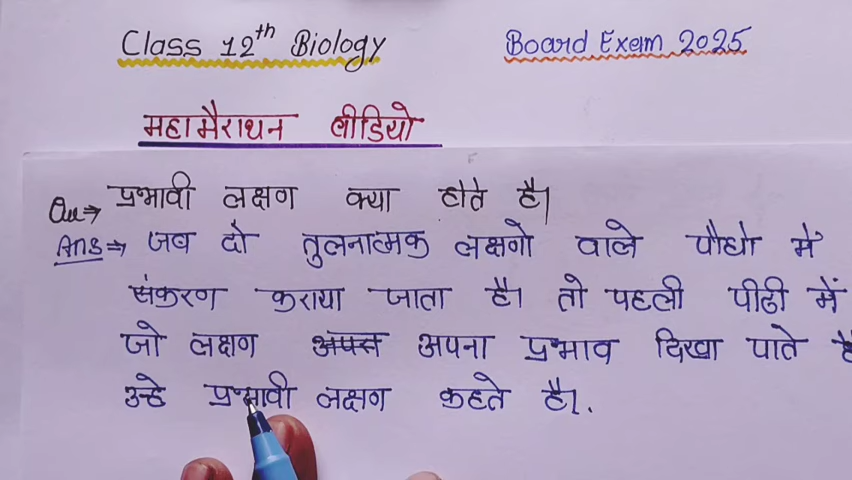 Class 12th Biology
Board Exam 2025
महामैराथन वीडियो
Qu⇒ प्रभावी लक्षण क्या होते है।
Ans⇒ जब दो तुलनात्मक लक्षणो वाले पौधो में
संकरण कराया जाता है। तो पहली पीढी में
जो लक्षण अपना प्रभाव दिखा पाते है
उन्हे प्रभावी लक्षण कहते है।.